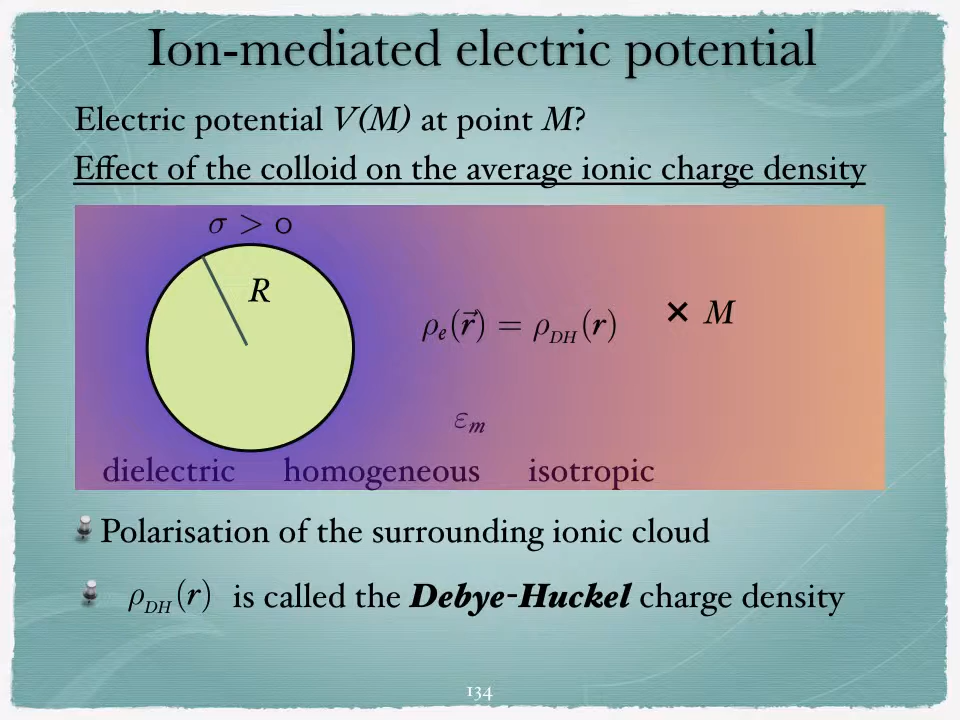 Ion-mediated electric potential
Electric potential V(M) at point M?
Effect of the colloid on the average ionic charge density
σ > 0
R
ρₑ(r⃗) = ρ_DH(r)
× M
εₘ
dielectric homogeneous isotropic
Polarisation of the surrounding ionic cloud
ρ_DH(r) is called the Debye-Huckel charge density
134